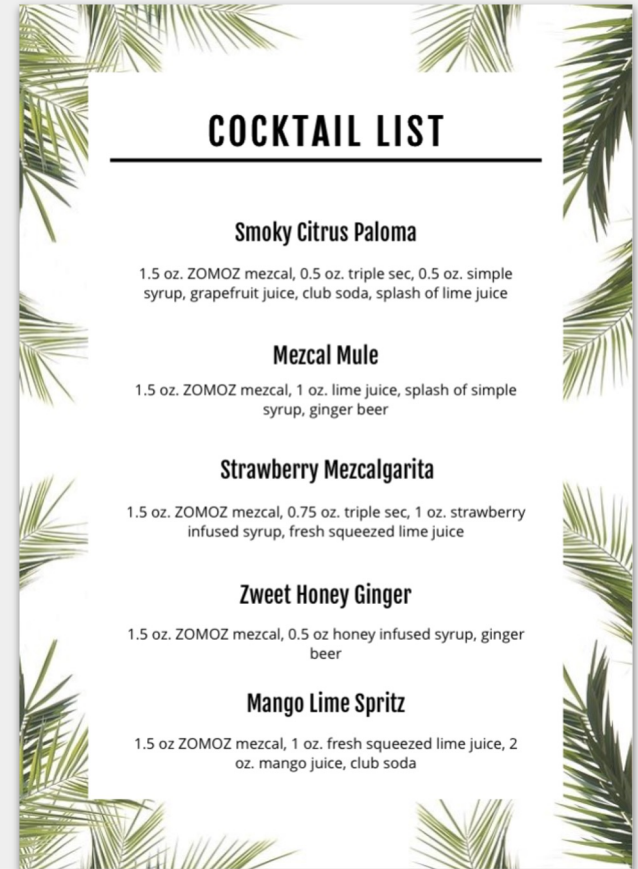 COCKTAIL LIST
Smoky Citrus Paloma
1.5 oz. ZOMOZ mezcal, 0.5 oz. triple sec, 0.5 oz. simple
syrup, grapefruit juice, club soda, splash of lime juice
Mezcal Mule
1.5 oz. ZOMOZ mezcal, 1 oz. lime juice, splash of simple
syrup, ginger beer
Strawberry Mezcalgarita
1.5 oz. ZOMOZ mezcal, 0.75 oz. triple sec, 1 oz. strawberry
infused syrup, fresh squeezed lime juice
Zweet Honey Ginger
1.5 oz. ZOMOZ mezcal, 0.5 oz honey infused syrup, ginger
beer
Mango Lime Spritz
1.5 oz ZOMOZ mezcal, 1 oz. fresh squeezed lime juice, 2
oz. mango juice, club soda